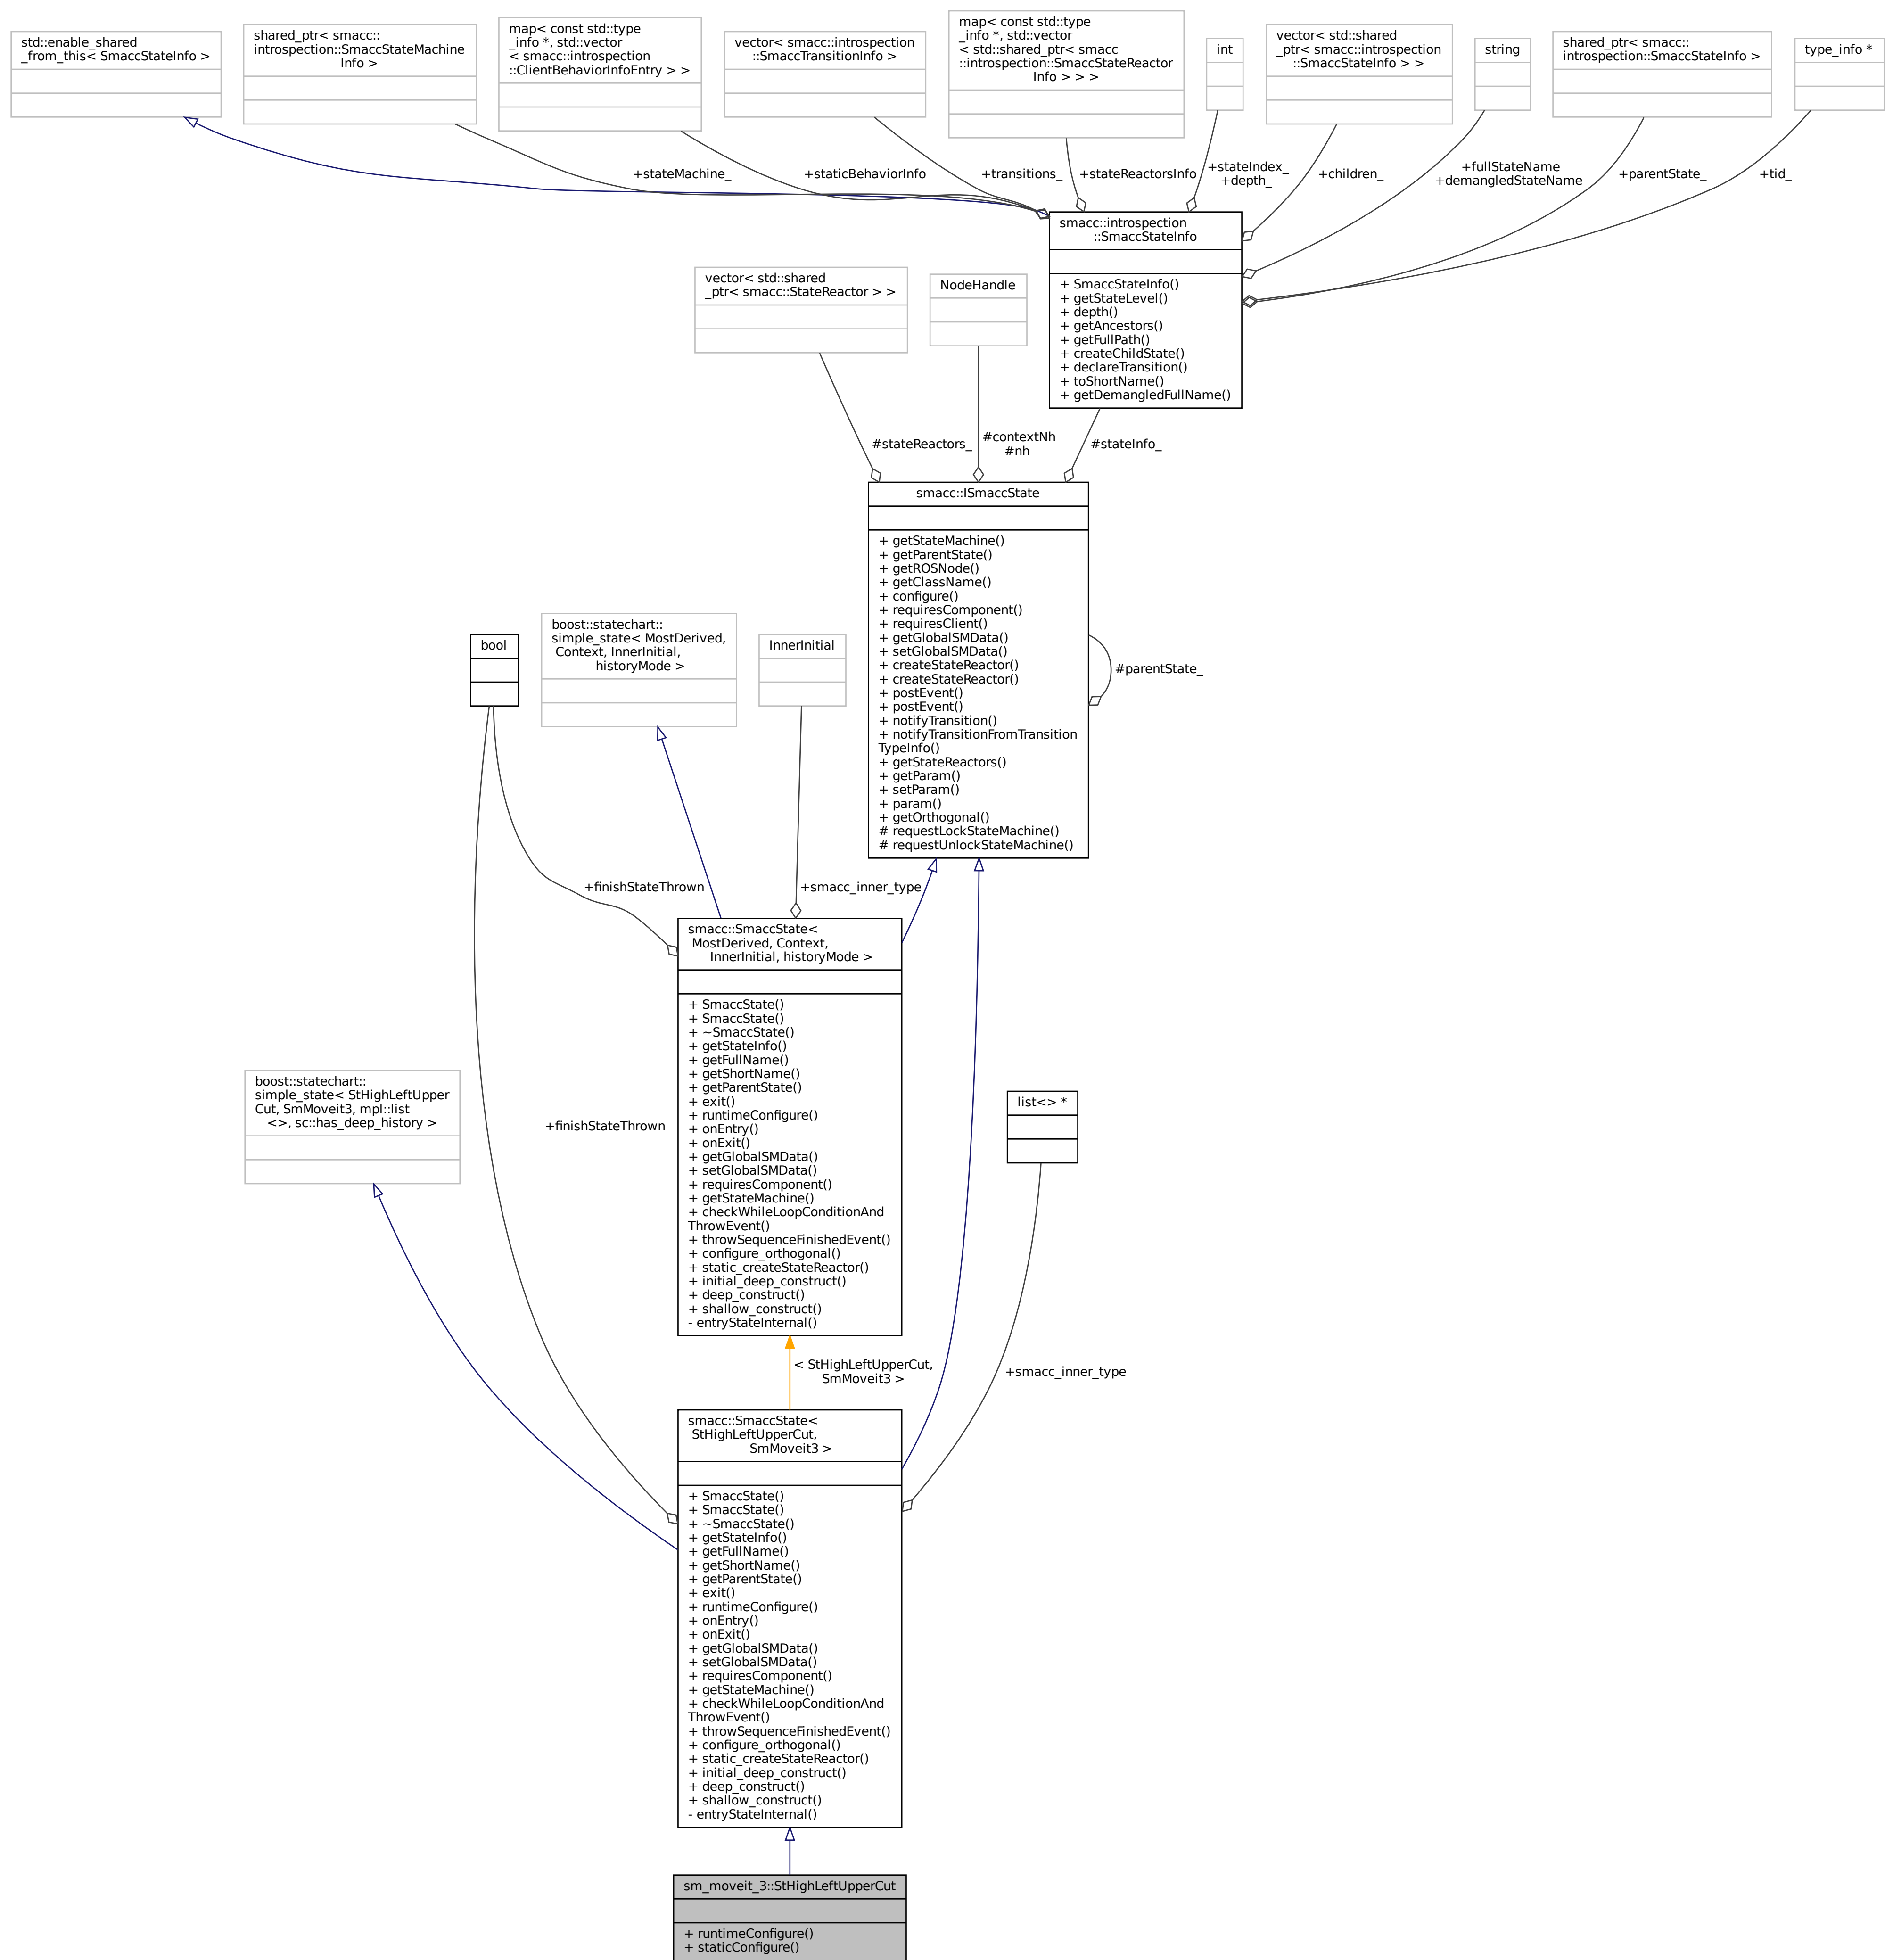 std::enable_shared
_from_this< SmaccStateInfo >
shared_ptr< smacc::
introspection::SmaccStateMachine
Info >
map< const std::type
_info *, std::vector
< smacc::introspection
::ClientBehaviorInfoEntry > >
vector< smacc::introspection
::SmaccTransitionInfo >
map< const std::type
_info *, std::vector
< std::shared_ptr< smacc
::introspection::SmaccStateReactor
Info > > >
int
vector< std::shared
_ptr< smacc::introspection
::SmaccStateInfo > >
string
shared_ptr< smacc::
introspection::SmaccStateInfo >
type_info *
+stateMachine_
+staticBehaviorInfo
+transitions_
+stateReactorsInfo
+stateIndex_
+depth_
+children_
+fullStateName
+demangledStateName
+parentState_
+tid_
smacc::introspection
::SmaccStateInfo
+ SmaccStateInfo()
+ getStateLevel()
+ depth()
+ getAncestors()
+ getFullPath()
+ createChildState()
+ declareTransition()
+ toShortName()
+ getDemangledFullName()
vector< std::shared
_ptr< smacc::StateReactor > >
NodeHandle
#stateReactors_
#contextNh
#nh
#stateInfo_
smacc::ISmaccState
+ getStateMachine()
+ getParentState()
+ getROSNode()
+ getClassName()
+ configure()
+ requiresComponent()
+ requiresClient()
+ getGlobalSMData()
+ setGlobalSMData()
+ createStateReactor()
+ createStateReactor()
+ postEvent()
+ postEvent()
+ notifyTransition()
+ notifyTransitionFromTransition
TypeInfo()
+ getStateReactors()
+ getParam()
+ setParam()
+ param()
+ getOrthogonal()
# requestLockStateMachine()
# requestUnlockStateMachine()
#parentState_
bool
boost::statechart::
simple_state< MostDerived,
Context, InnerInitial,
historyMode >
InnerInitial
+finishStateThrown
+smacc_inner_type
smacc::SmaccState<
MostDerived, Context,
InnerInitial, historyMode >
+ SmaccState()
+ SmaccState()
+ ~SmaccState()
+ getStateInfo()
+ getFullName()
+ getShortName()
+ getParentState()
+ exit()
+ runtimeConfigure()
+ onEntry()
+ onExit()
+ getGlobalSMData()
+ setGlobalSMData()
+ requiresComponent()
+ getStateMachine()
+ checkWhileLoopConditionAnd
ThrowEvent()
+ throwSequenceFinishedEvent()
+ configure_orthogonal()
+ static_createStateReactor()
+ initial_deep_construct()
+ deep_construct()
+ shallow_construct()
- entryStateInternal()
boost::statechart::
simple_state< StHighLeftUpper
Cut, SmMoveit3, mpl::list
<>, sc::has_deep_history >
+finishStateThrown
list<> *
< StHighLeftUpperCut,
SmMoveit3 >
+smacc_inner_type
smacc::SmaccState<
StHighLeftUpperCut,
SmMoveit3 >
+ SmaccState()
+ SmaccState()
+ ~SmaccState()
+ getStateInfo()
+ getFullName()
+ getShortName()
+ getParentState()
+ exit()
+ runtimeConfigure()
+ onEntry()
+ onExit()
+ getGlobalSMData()
+ setGlobalSMData()
+ requiresComponent()
+ getStateMachine()
+ checkWhileLoopConditionAnd
ThrowEvent()
+ throwSequenceFinishedEvent()
+ configure_orthogonal()
+ static_createStateReactor()
+ initial_deep_construct()
+ deep_construct()
+ shallow_construct()
- entryStateInternal()
sm_moveit_3::StHighLeftUpperCut
+ runtimeConfigure()
+ staticConfigure()